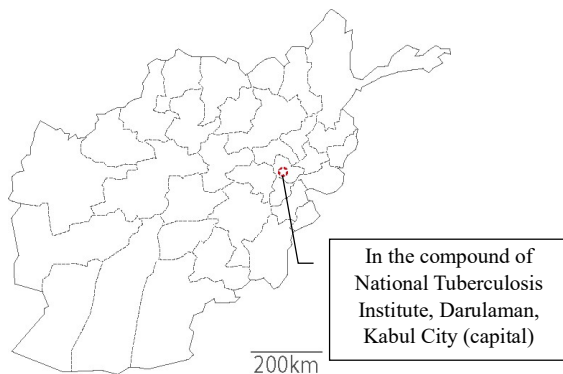 In the compound of
National Tuberculosis
Institute, Darulaman,
Kabul City (capital)
200km